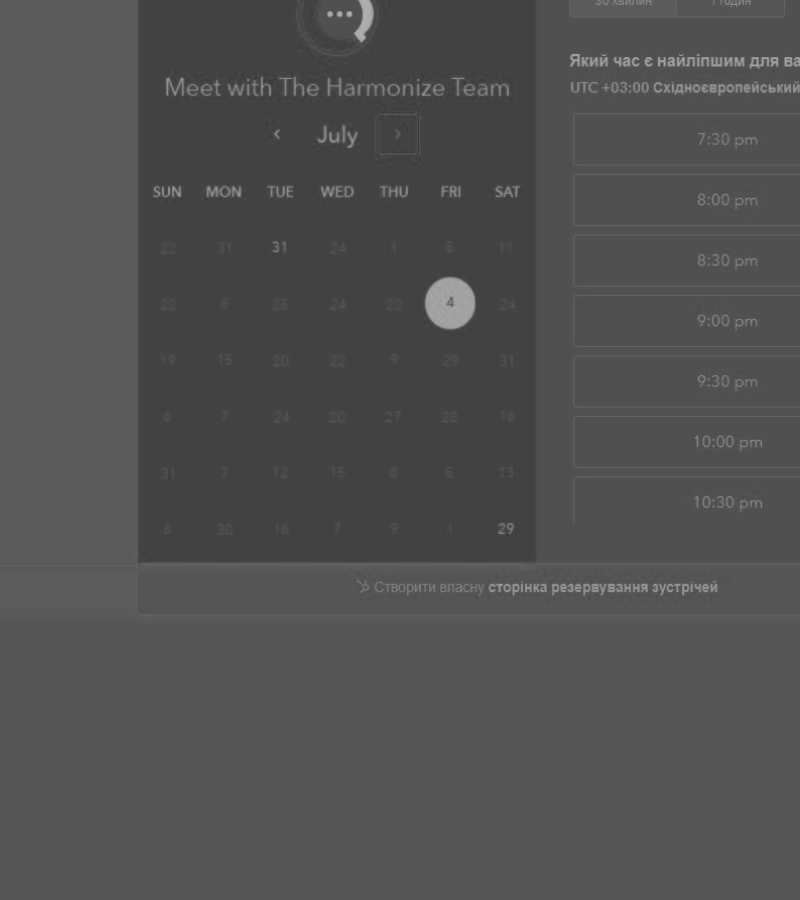 30 хвилин 1 годин
Який час є найліпшим для ва
Meet with The Harmonize Team
UTC +03:00 Східноєвропейський
July
7:30 pm
SUN MON TUE WED THU FRI SAT
8:00 pm
22 31 31 24 1 5 11
8:30 pm
22 8 25 24 22 4 24
9:00 pm
19 15 20 22 9 29 31
9:30 pm
6 7 24 20 27 28 16
10:00 pm
31 7 12 15 8 5 13
10:30 pm
6 30 16 7 9 1 29
Створити власну сторінка резервування зустрічей